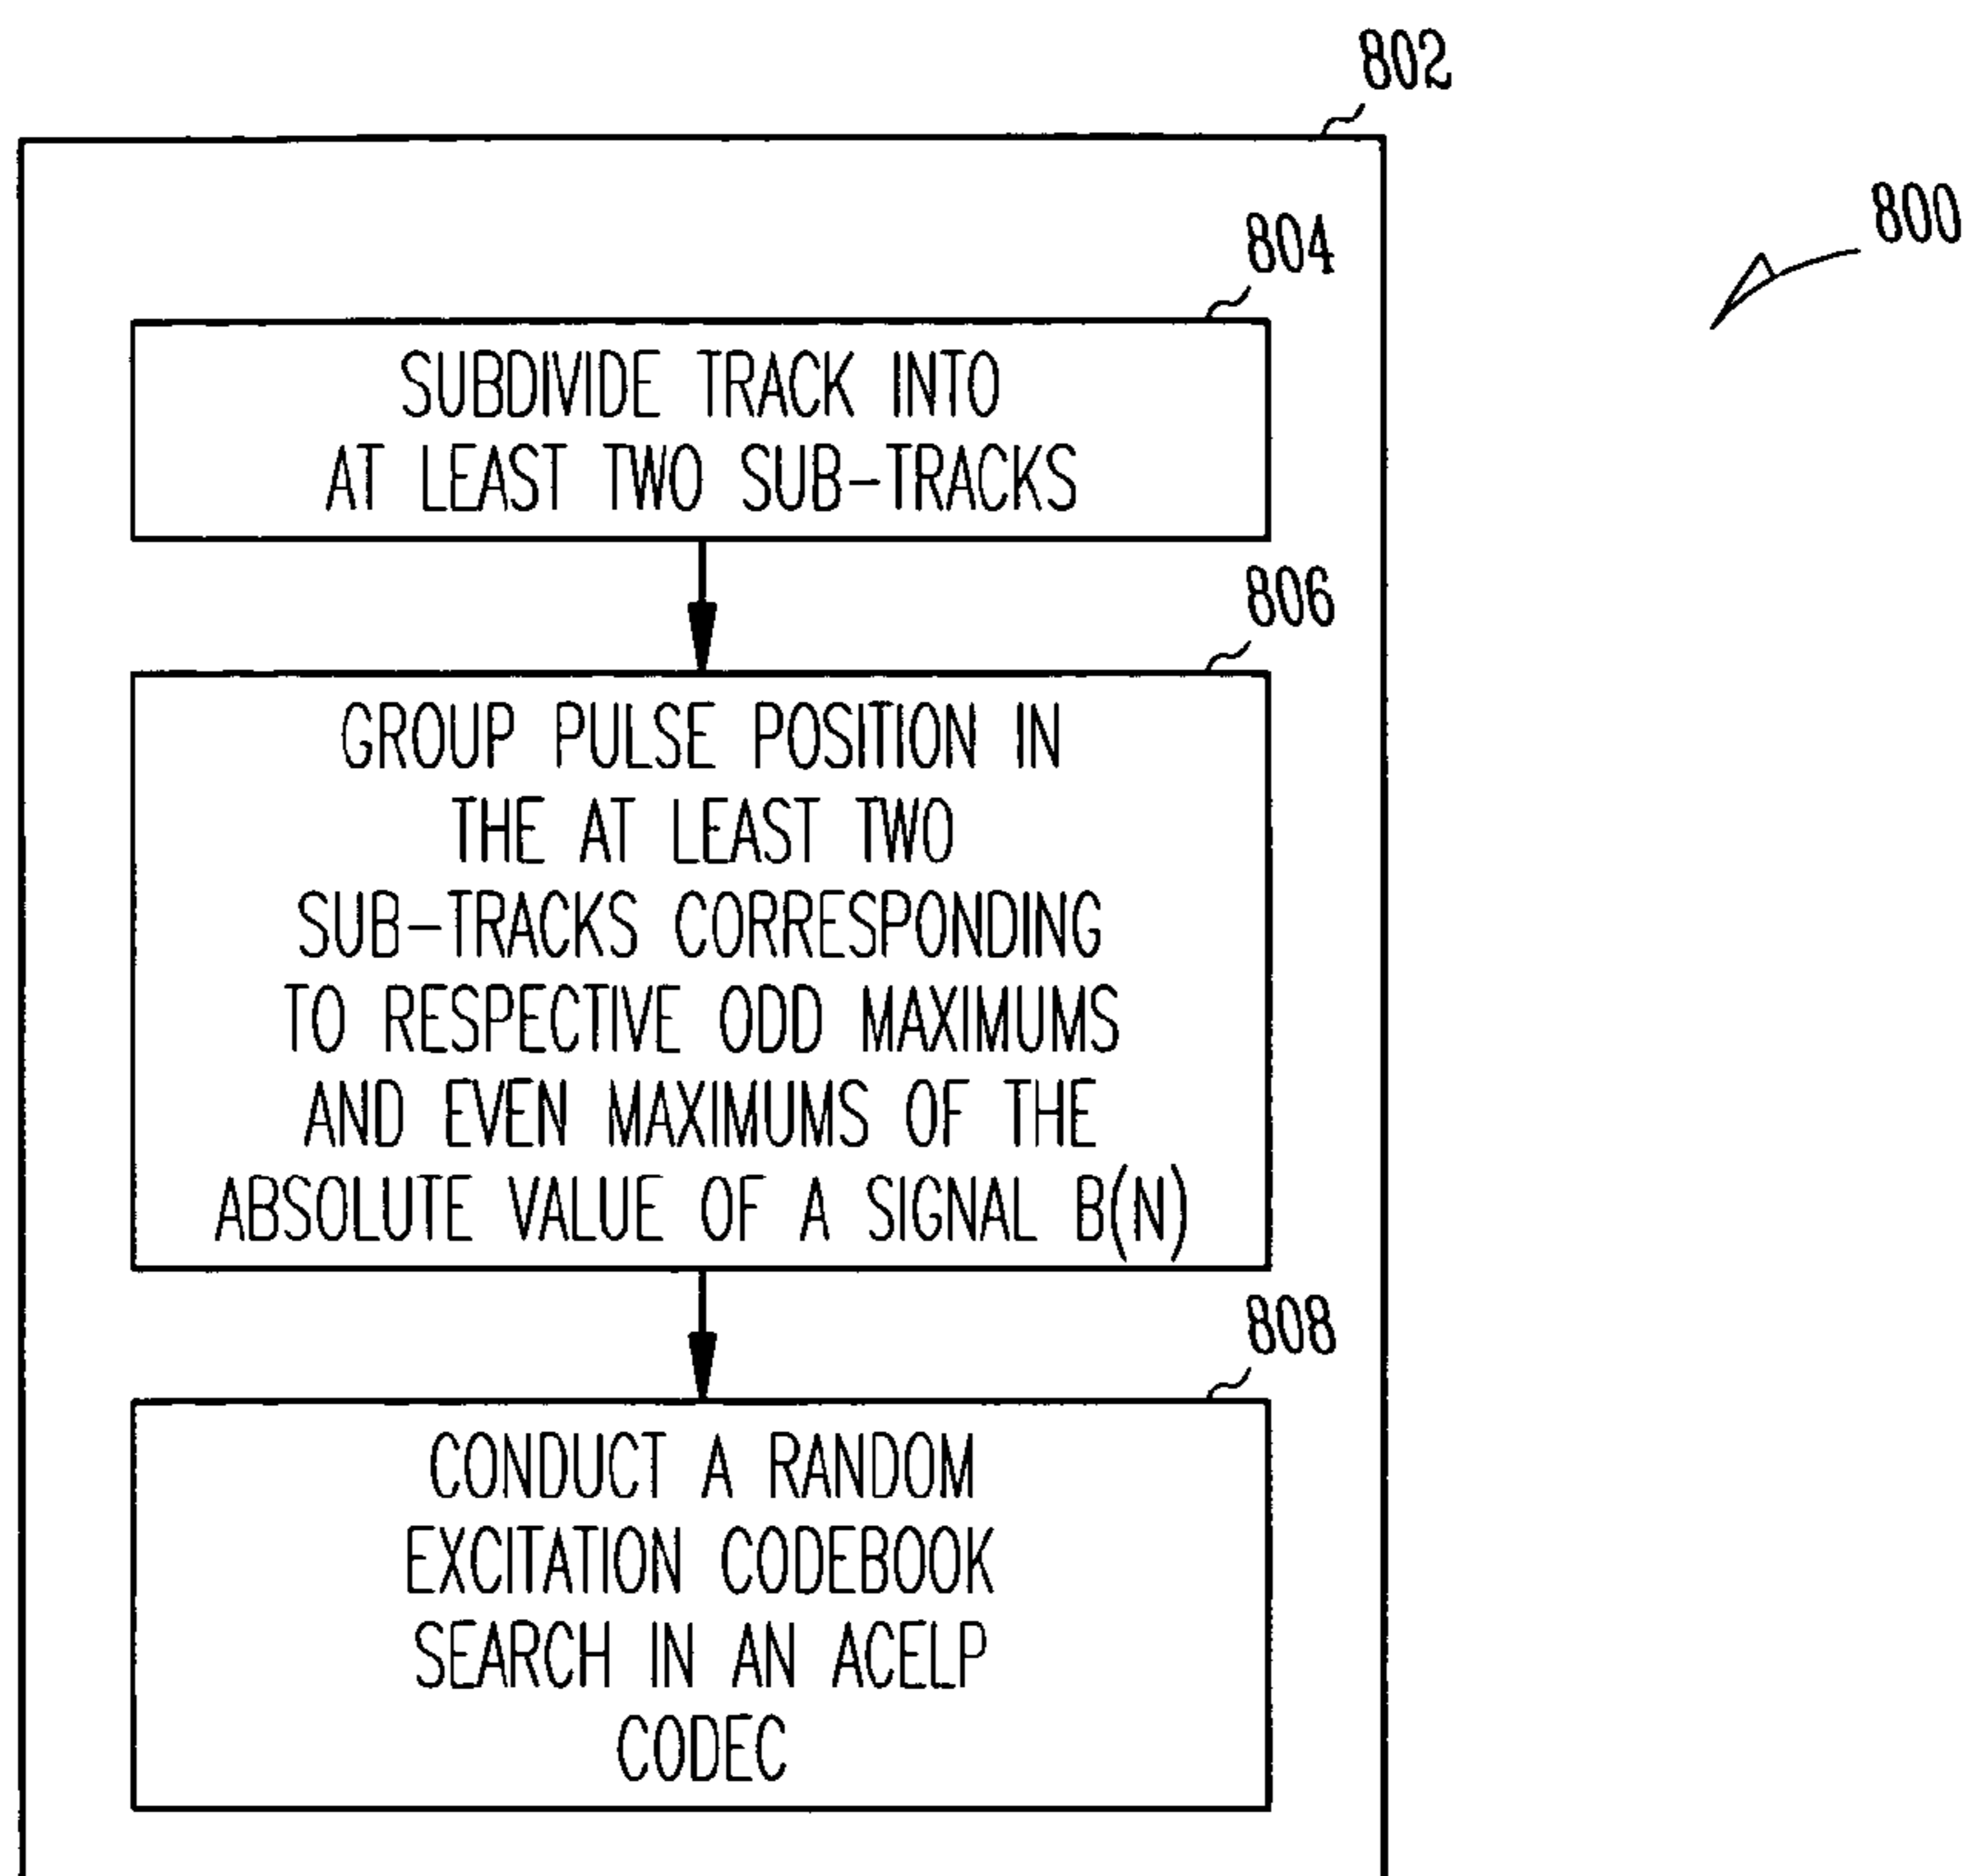 802
800
804
SUBDIVIDE TRACK INTO
AT LEAST TWO SUB-TRACKS
806
GROUP PULSE POSITION IN
THE AT LEAST TWO
SUB-TRACKS CORRESPONDING
TO RESPECTIVE ODD MAXIMUMS
AND EVEN MAXIMUMS OF THE
ABSOLUTE VALUE OF A SIGNAL B(N)
808
CONDUCT A RANDOM
EXCITATION CODEBOOK
SEARCH IN AN ACELP
CODEC